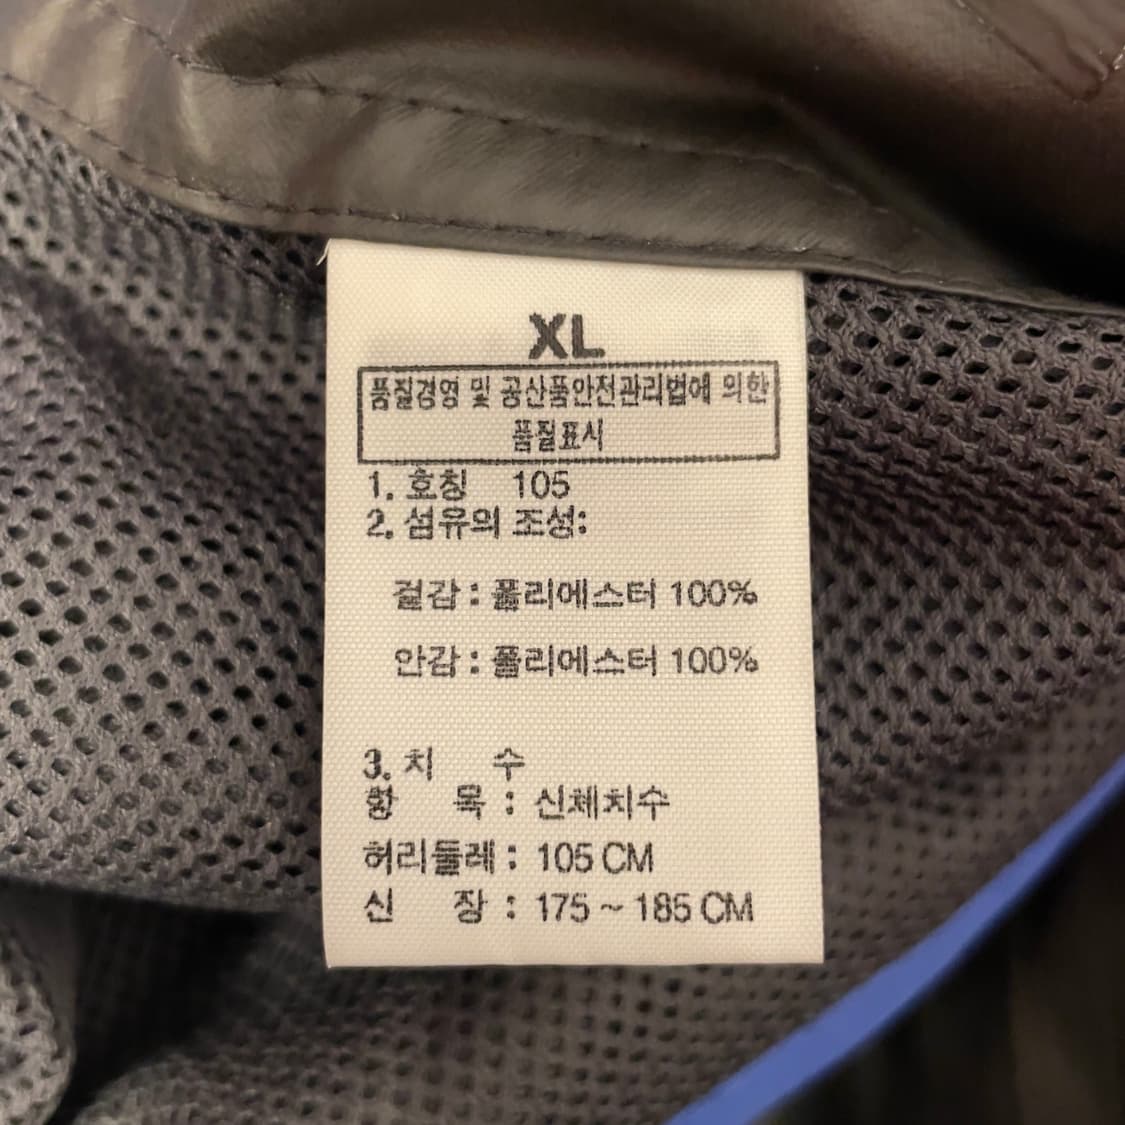 XL
품질경영 및 공산품안전관리법에 의한
품질표시
1. 호칭 105
2. 섬유의 조성:
겉감 : 폴리에스터 100%
안감 : 폴리에스터 100%
3. 치 수
항 목 : 신체치수
허리둘레 : 105 CM
신 장 : 175 ~ 185 CM